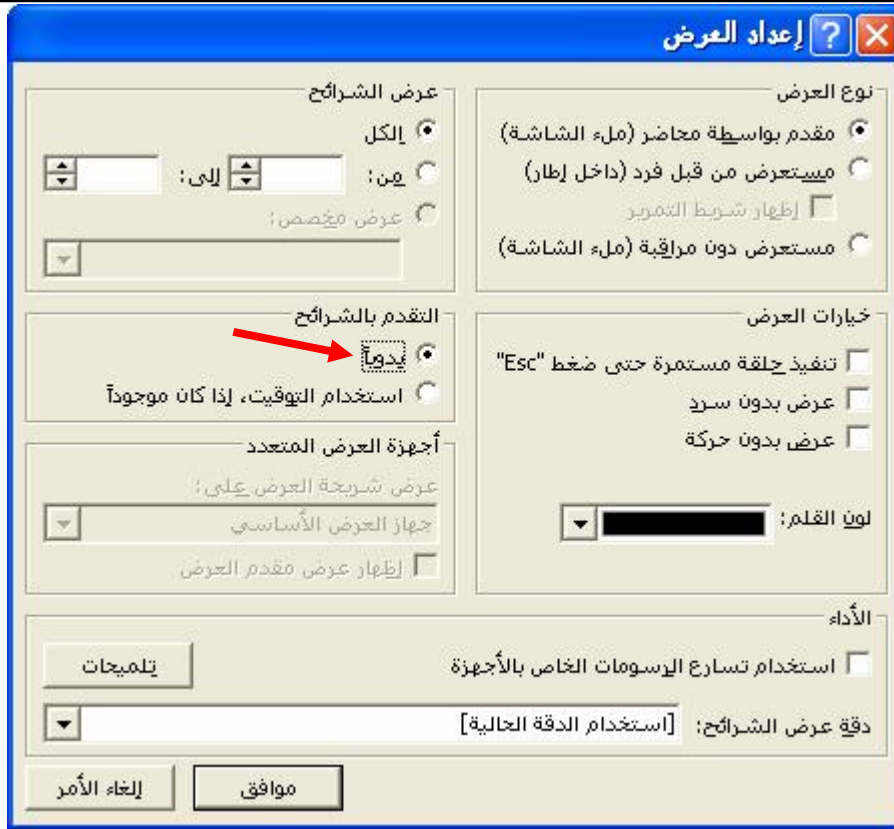 إعداد العرض
نوع العرض
مقدم بواسطة محاضر (ملء الشاشة)
مستعرض من قبل فرد (داخل إطار)
إظهار شريط التمرير
مستعرض دون مراقبة (ملء الشاشة)
عرض الشرائح
الكل
من: إلى:
عرض مخصص:
خيارات العرض
تنفيذ حلقة مستمرة حتى ضغط "Esc"
عرض بدون سرد
عرض بدون حركة
لون القلم:
التقدم بالشرائح
يدوياً
استخدام التوقيت، إذا كان موجوداً
أجهزة العرض المتعدد
عرض شريحة العرض على:
جهاز العرض الأساسي
إظهار عرض مقدم العرض
الأداء
استخدام تسارع الرسومات الخاص بالأجهزة تلميحات
دقة عرض الشرائح: [استخدام الدقة الحالية]
موافق إلغاء الأمر